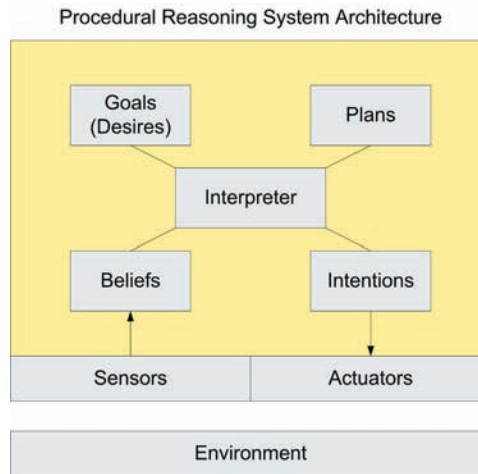 Procedural Reasoning System Architecture
Goals
(Desires)
Plans
Interpreter
Beliefs
Intentions
Sensors
Actuators
Environment